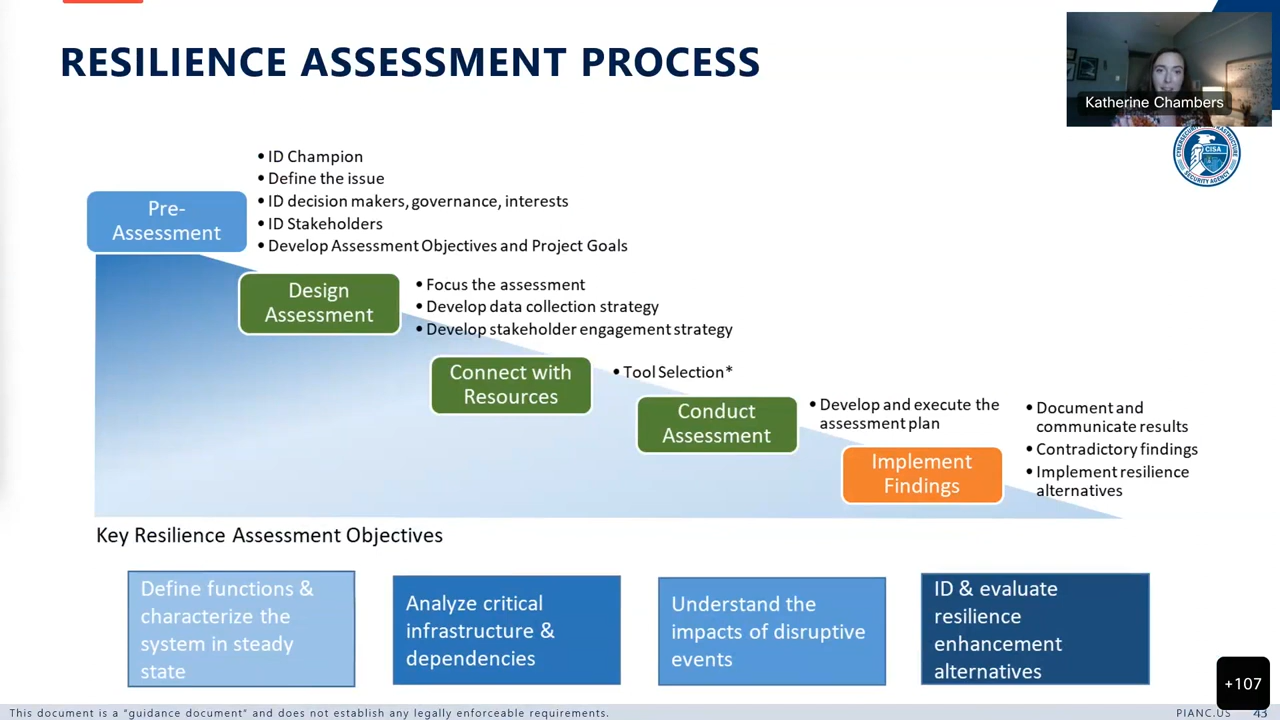 RESILIENCE ASSESSMENT PROCESS
Katherine Chambers
CISA
Pre-
Assessment
• ID Champion
• Define the issue
• ID decision makers, governance, interests
• ID Stakeholders
• Develop Assessment Objectives and Project Goals
Design
Assessment
• Focus the assessment
• Develop data collection strategy
• Develop stakeholder engagement strategy
Connect with
Resources
• Tool Selection*
Conduct
Assessment
• Develop and execute the
assessment plan
Implement
Findings
• Document and
communicate results
• Contradictory findings
• Implement resilience
alternatives
Key Resilience Assessment Objectives
Define functions &
characterize the
system in steady
state
Analyze critical
infrastructure &
dependencies
Understand the
impacts of disruptive
events
ID & evaluate
resilience
enhancement
alternatives
+107
This document is a "guidance document" and does not establish any legally enforceable requirements.
PIANC.US 43